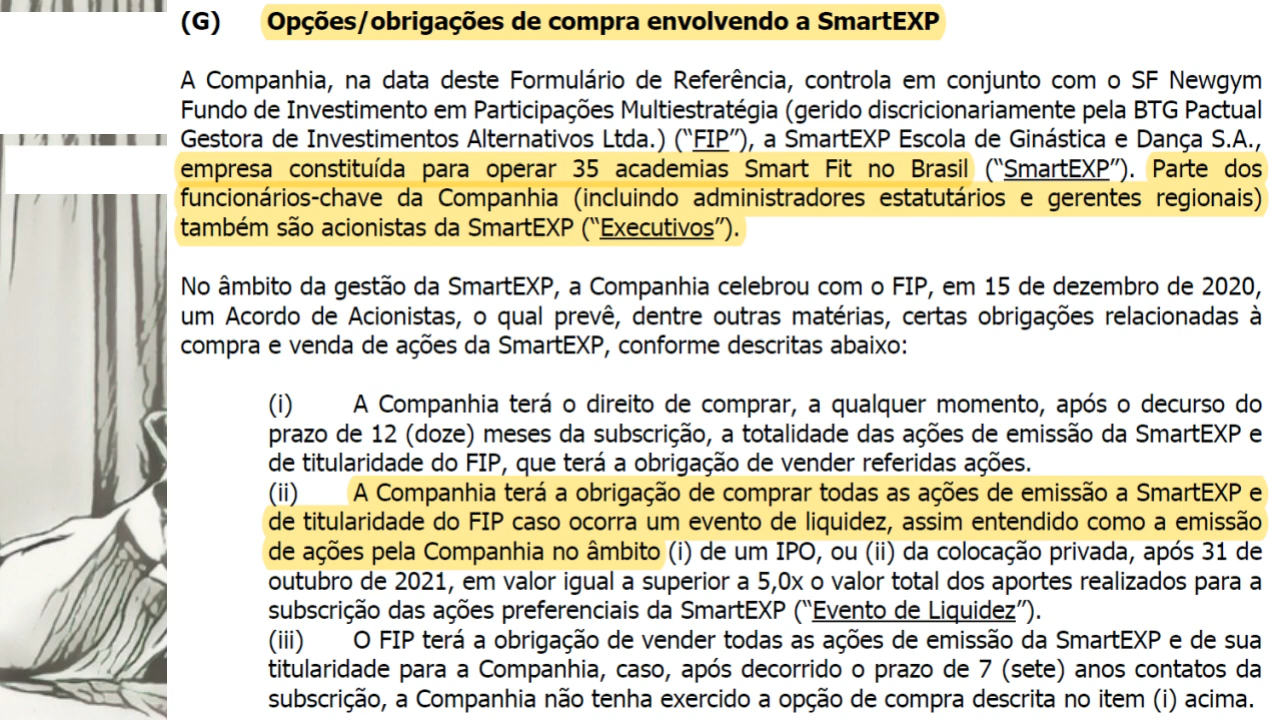 (G) Opções/obrigações de compra envolvendo a SmartEXP
A Companhia, na data deste Formulário de Referência, controla em conjunto com o SF Newgym
Fundo de Investimento em Participações Multiestratégia (gerido discricionariamente pela BTG Pactual
Gestora de Investimentos Alternativos Ltda.) (“FIP”), a SmartEXP Escola de Ginástica e Dança S.A.,
empresa constituída para operar 35 academias Smart Fit no Brasil (“SmartEXP”). Parte dos
funcionários-chave da Companhia (incluindo administradores estatutários e gerentes regionais)
também são acionistas da SmartEXP (“Executivos”).
No âmbito da gestão da SmartEXP, a Companhia celebrou com o FIP, em 15 de dezembro de 2020,
um Acordo de Acionistas, o qual prevê, dentre outras matérias, certas obrigações relacionadas à
compra e venda de ações da SmartEXP, conforme descritas abaixo:
(i) A Companhia terá o direito de comprar, a qualquer momento, após o decurso do
prazo de 12 (doze) meses da subscrição, a totalidade das ações de emissão da SmartEXP e
de titularidade do FIP, que terá a obrigação de vender referidas ações.
(ii) A Companhia terá a obrigação de comprar todas as ações de emissão a SmartEXP e
de titularidade do FIP caso ocorra um evento de liquidez, assim entendido como a emissão
de ações pela Companhia no âmbito (i) de um IPO, ou (ii) da colocação privada, após 31 de
outubro de 2021, em valor igual a superior a 5,0x o valor total dos aportes realizados para a
subscrição das ações preferenciais da SmartEXP (“Evento de Liquidez”).
(iii) O FIP terá a obrigação de vender todas as ações de emissão da SmartEXP e de sua
titularidade para a Companhia, caso, após decorrido o prazo de 7 (sete) anos contatos da
subscrição, a Companhia não tenha exercido a opção de compra descrita no item (i) acima.